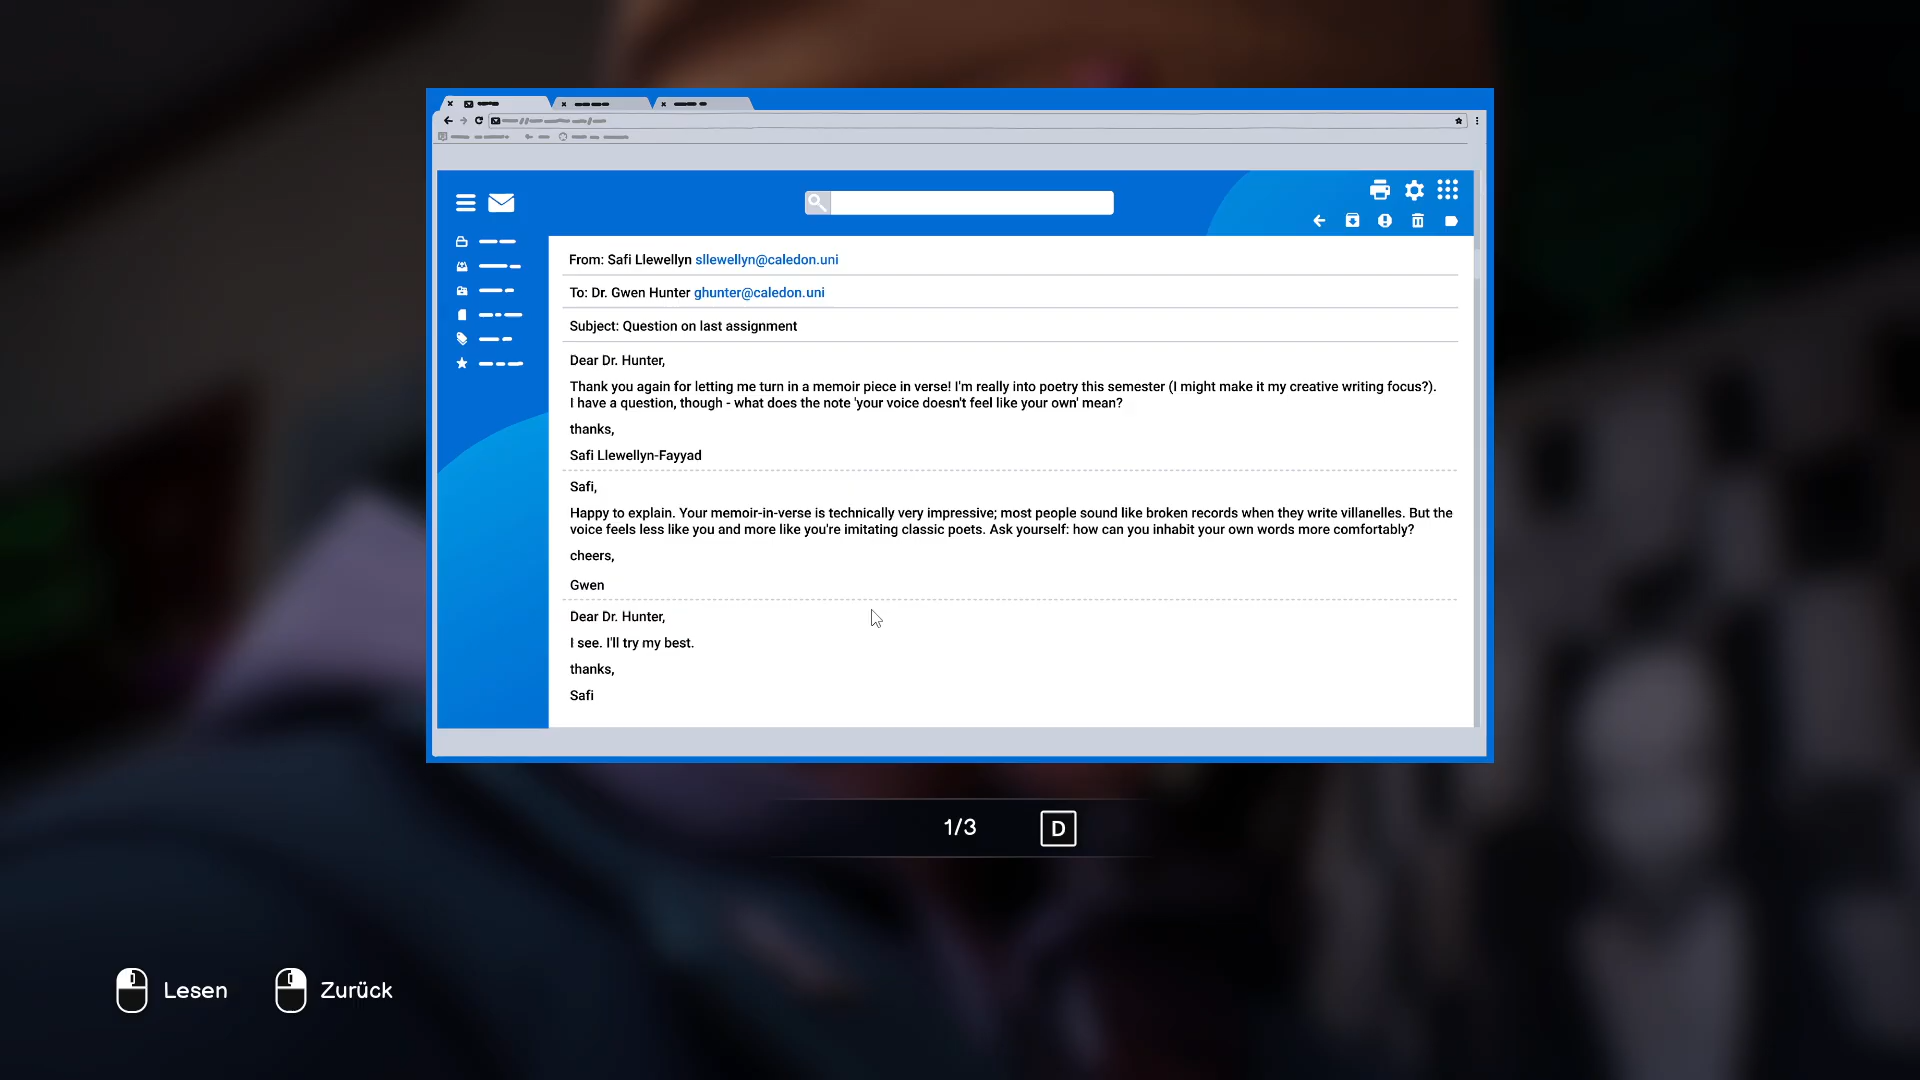 From: Safi Llewellyn sllewellyn@caledon.uni
To: Dr. Gwen Hunter ghunter@caledon.uni
Subject: Question on last assignment
Dear Dr. Hunter,
Thank you again for letting me turn in a memoir piece in verse! I'm really into poetry this semester (I might make it my creative writing focus?).
I have a question, though - what does the note 'your voice doesn't feel like your own' mean?
thanks,
Safi Llewellyn-Fayyad
Safi,
Happy to explain. Your memoir-in-verse is technically very impressive; most people sound like broken records when they write villanelles. But the
voice feels less like you and more like you're imitating classic poets. Ask yourself: how can you inhabit your own words more comfortably?
cheers,
Gwen
Dear Dr. Hunter,
I see. I'll try my best.
thanks,
Safi
1/3 D
Lesen Zurück